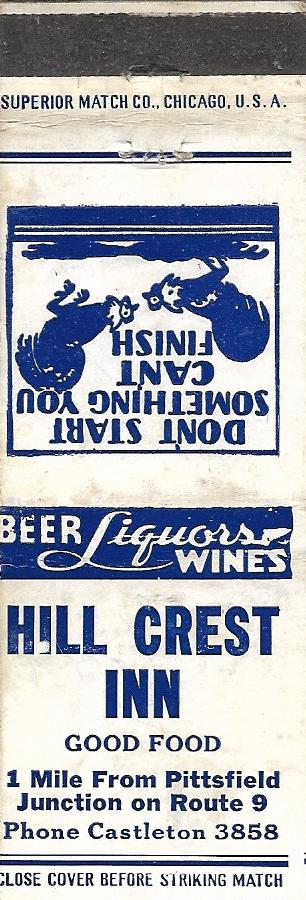 SUPERIOR MATCH CO., CHICAGO, U.S.A.
DON'T START
SOMETHING YOU
CAN'T
FINISH
BEER Liquors WINES
HILL CREST
INN
GOOD FOOD
1 Mile From Pittsfield
Junction on Route 9
Phone Castleton 3858
CLOSE COVER BEFORE STRIKING MATCH